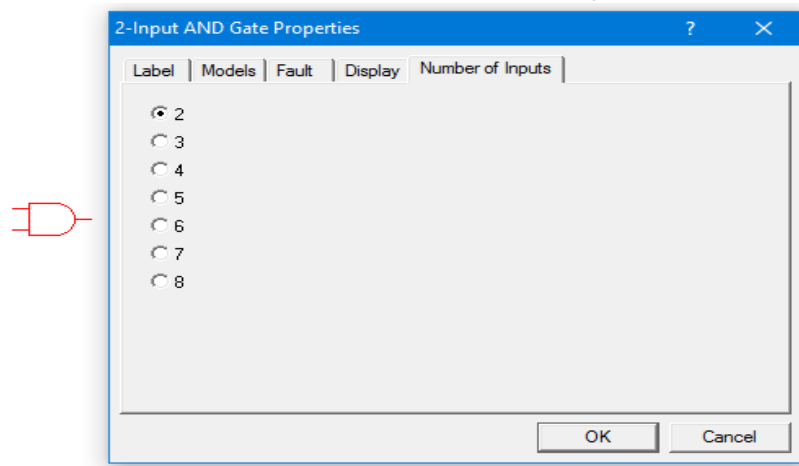 2-Input AND Gate Properties ? ×
Label Models Fault Display Number of Inputs
2
3
4
5
6
7
8
OK Cancel